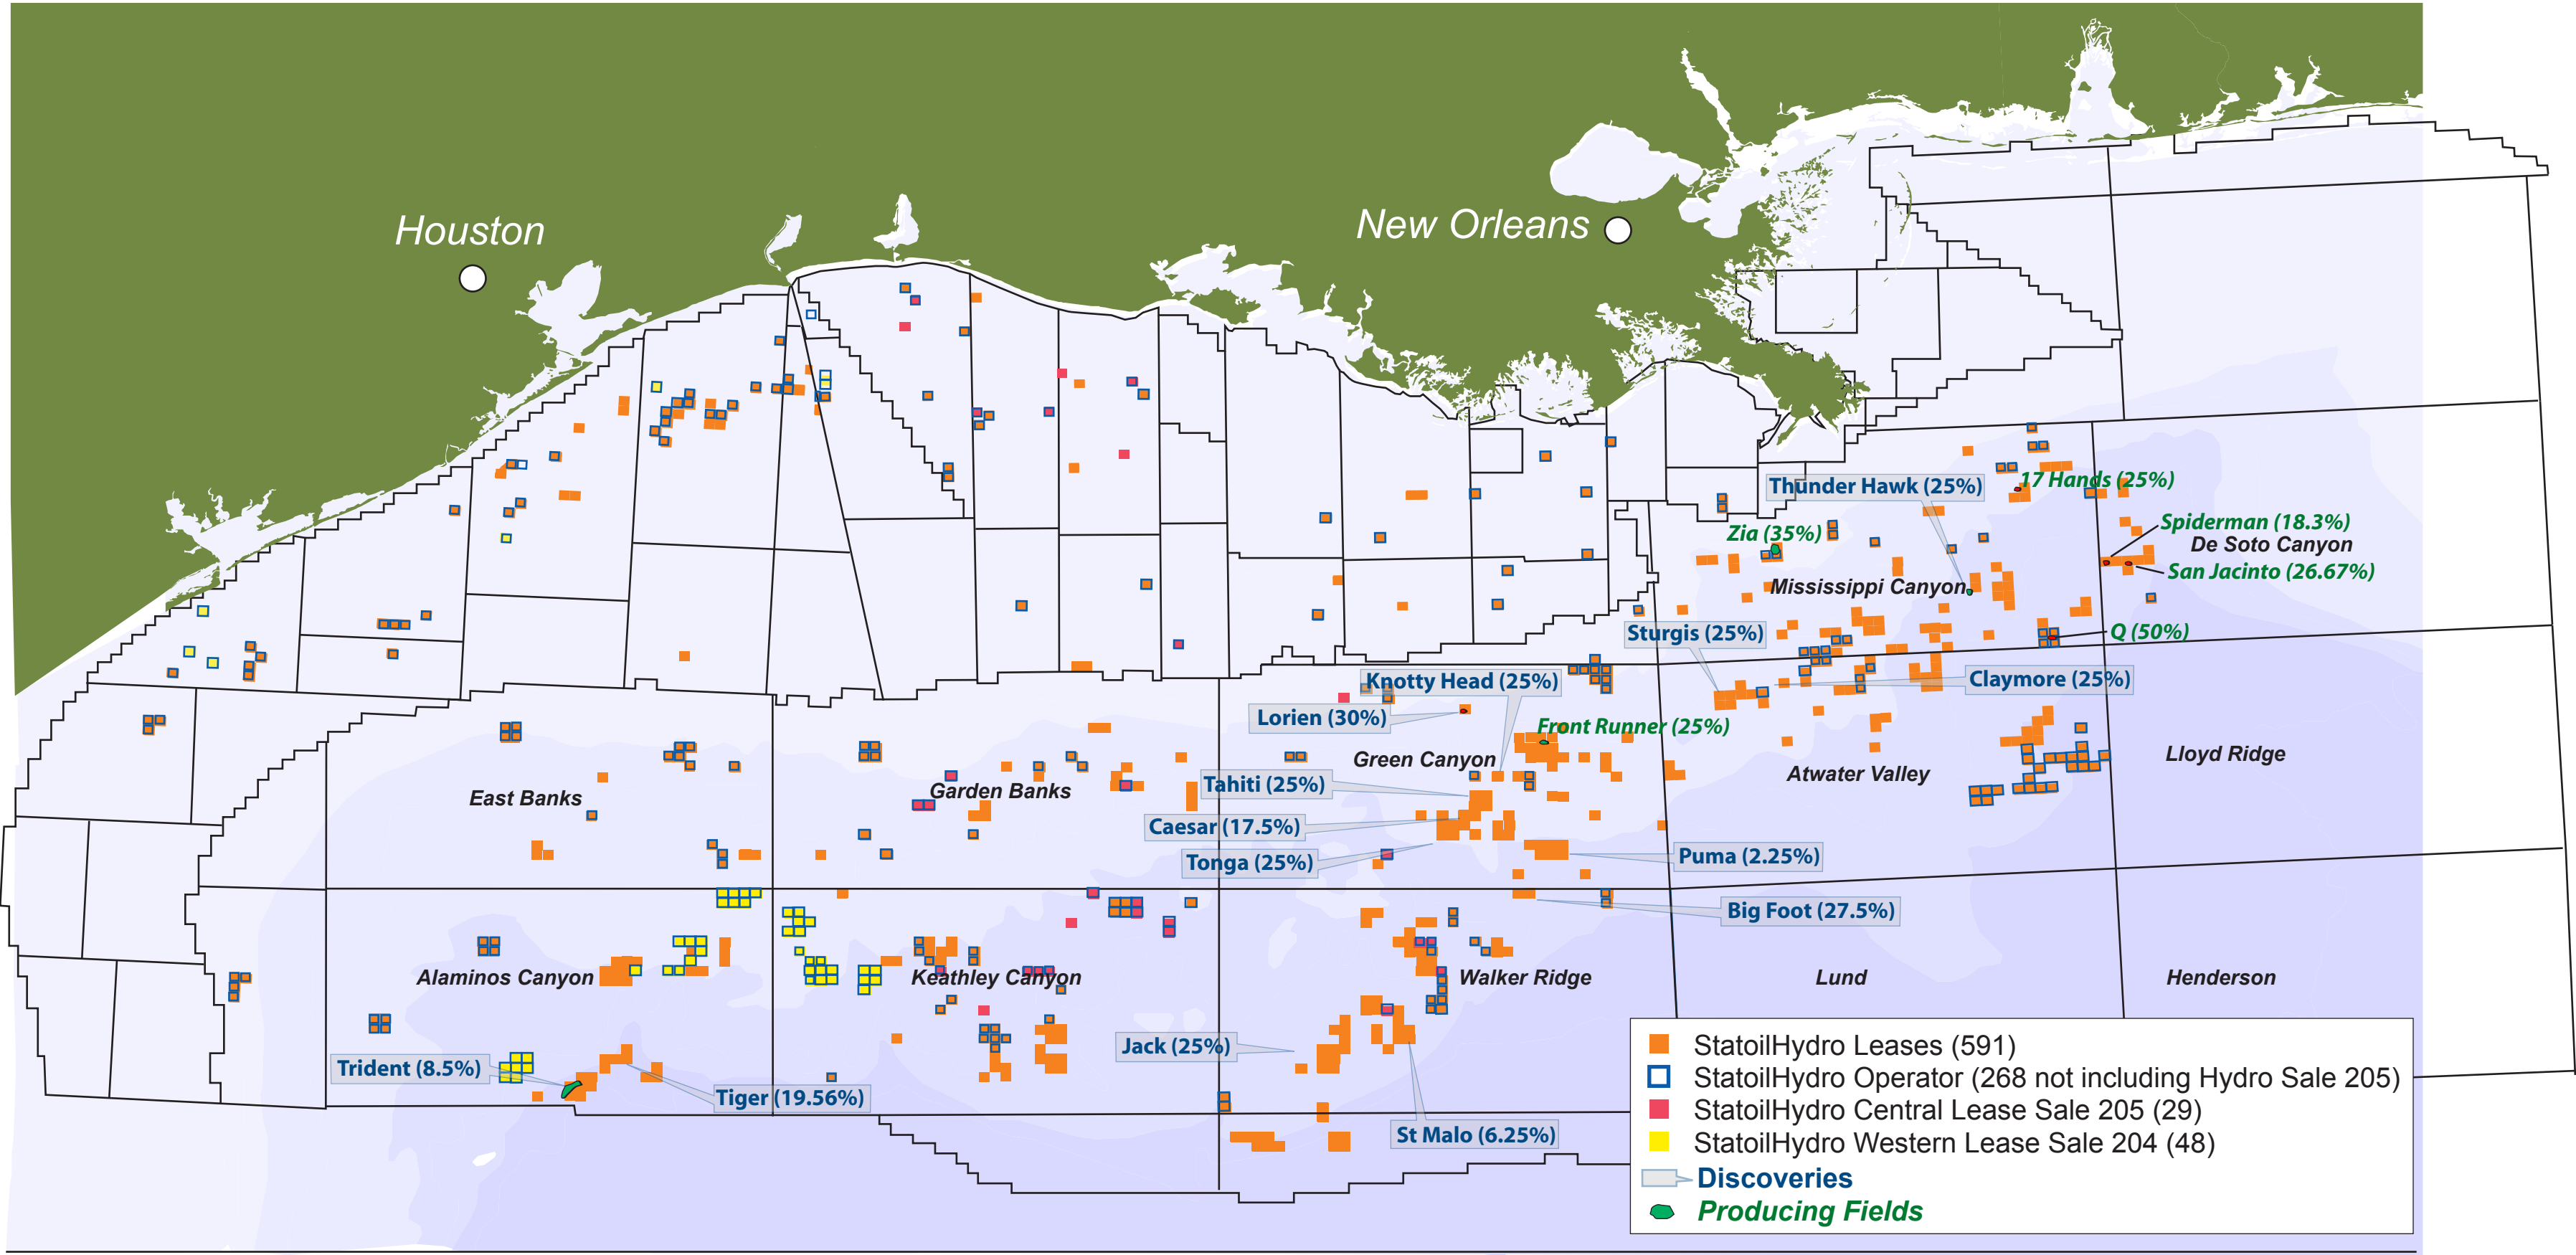 Houston
New Orleans
Thunder Hawk (25%)
17 Hands (25%)
Zia (35%)
Spiderman (18.3%)
De Soto Canyon
San Jacinto (26.67%)
Mississippi Canyon
Sturgis (25%)
Q (50%)
Knotty Head (25%)
Claymore (25%)
Lorien (30%)
Front Runner (25%)
Green Canyon
Lloyd Ridge
Atwater Valley
Tahiti (25%)
Garden Banks
East Banks
Caesar (17.5%)
Tonga (25%)
Puma (2.25%)
Big Foot (27.5%)
Alaminos Canyon
Keathley Canyon
Walker Ridge
Lund
Henderson
Jack (25%)
Trident (8.5%)
Tiger (19.56%)
St Malo (6.25%)
StatoilHydro Leases (591)
StatoilHydro Operator (268 not including Hydro Sale 205)
StatoilHydro Central Lease Sale 205 (29)
StatoilHydro Western Lease Sale 204 (48)
Discoveries
Producing Fields